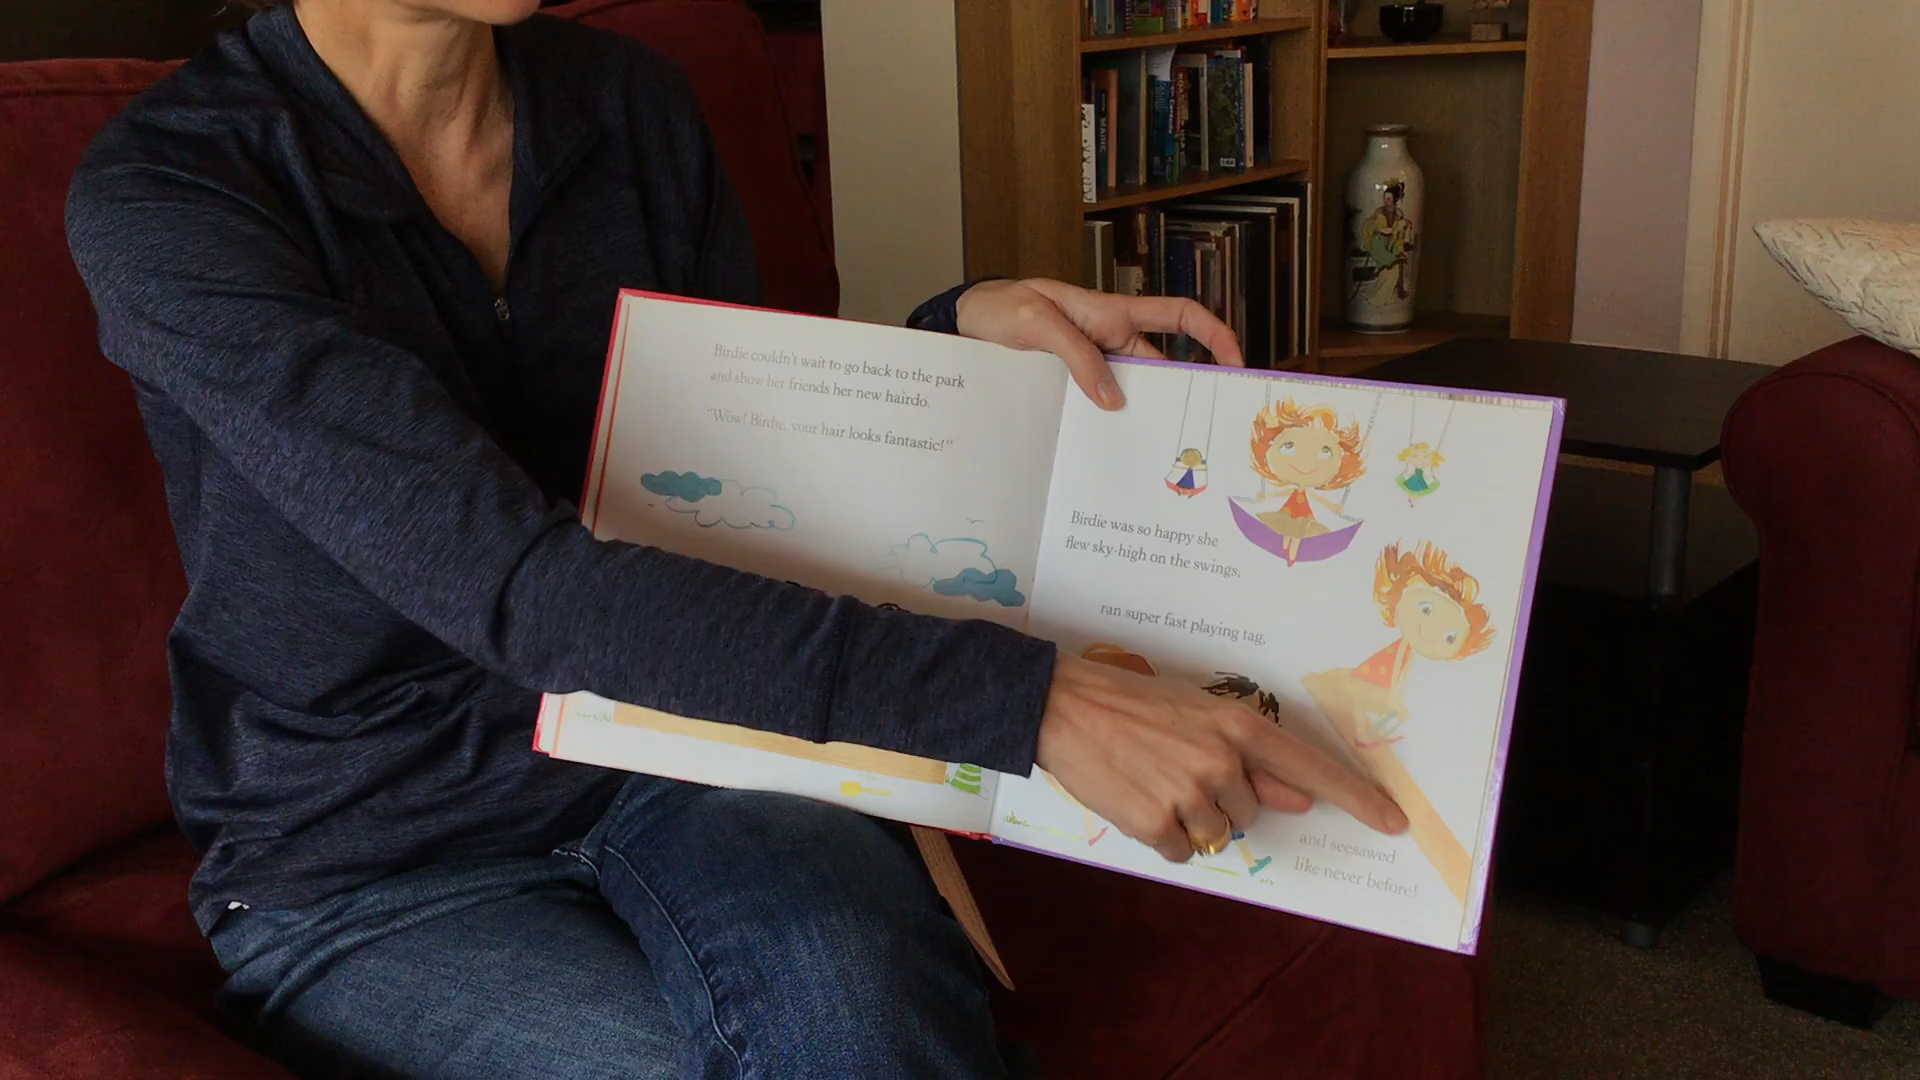 Birdie couldn't wait to go back to the park
and show her friends her new hairdo.
"Wow! Birdie, your hair looks fantastic!"
Birdie was so happy she
flew sky-high on the swings,
ran super fast playing tag,
and seesawed
like never before!
MAINE